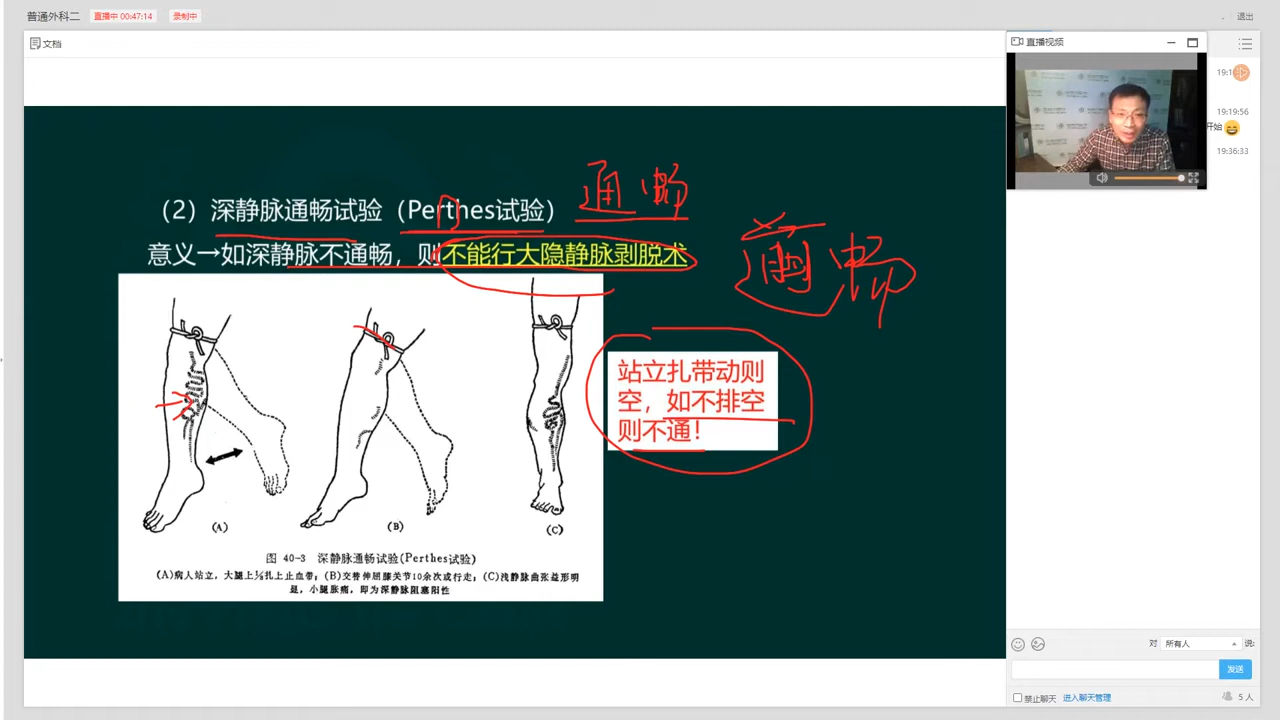 普通外科二
直播中 00:47:14
录制中
退出
文档
直播视频
19:1
19:19:56
开始
19:36:33
（2）深静脉通畅试验（Perthes试验）
通畅
意义→如深静脉不通畅，则不能行大隐静脉剥脱术
畅
站立扎带动则
空，如不排空
则不通！
(A)
(B)
(C)
图 40-3 深静脉通畅试验(Perthes试验)
(A)病人站立，大腿上⅓扎上止血带；(B)交替伸屈膝关节10余次或行走；(C)浅静脉曲张益形明
显，小腿胀痛，即为深静脉阻塞阳性
对 所有人 说:
发送
禁止聊天 进入聊天管理
5 人